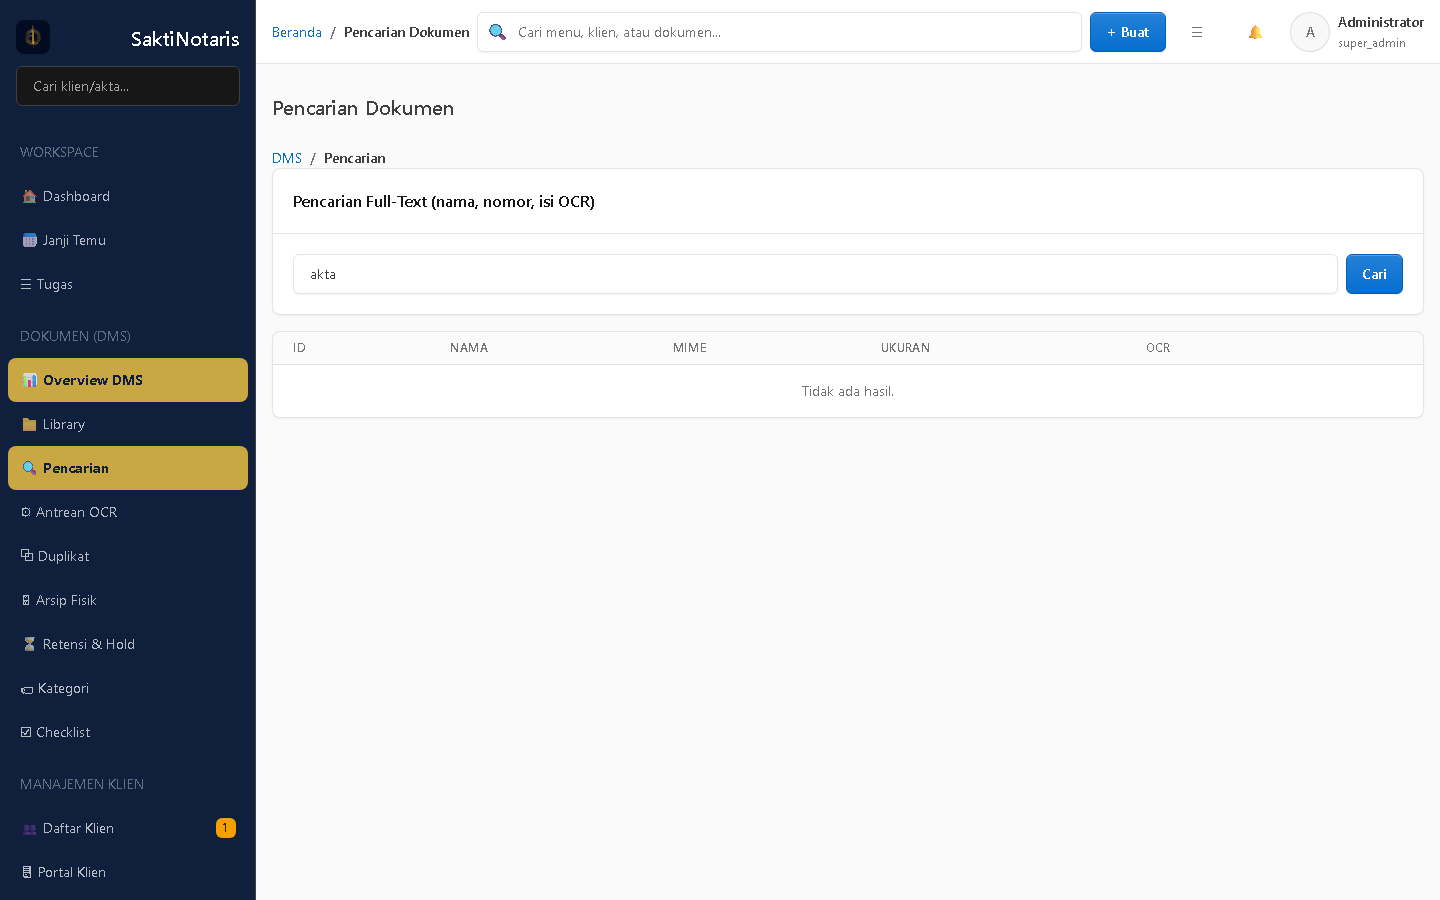 SaktiNotaris
Cari klien/akta...
WORKSPACE
Dashboard
Janji Temu
Tugas
DOKUMEN (DMS)
Overview DMS
Library
Pencarian
Antrean OCR
Duplikat
Arsip Fisik
Retensi & Hold
Kategori
Checklist
MANAJEMEN KLIEN
Daftar Klien 1
Portal Klien
Beranda / Pencarian Dokumen
Cari menu, klien, atau dokumen...
+ Buat
A
Administrator
super_admin
Pencarian Dokumen
DMS / Pencarian
Pencarian Full-Text (nama, nomor, isi OCR)
akta
Cari
ID NAMA MIME UKURAN OCR
Tidak ada hasil.